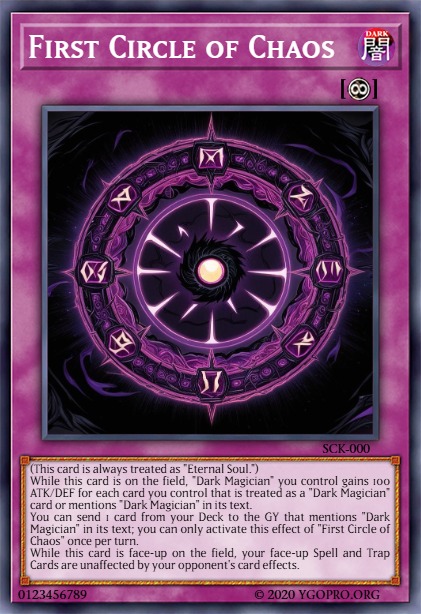 First Circle of Chaos
DARK
闇
SCK-000
(This card is always treated as "Eternal Soul.")
While this card is on the field, "Dark Magician" you control gains 100
ATK/DEF for each card you control that is treated as a "Dark Magician"
card or mentions "Dark Magician" in its text.
You can send 1 card from your Deck to the GY that mentions "Dark
Magician" in its text; you can only activate this effect of "First Circle of
Chaos" once per turn.
While this card is face-up on the field, your face-up Spell and Trap
Cards are unaffected by your opponent's card effects.
0123456789
© 2020 YGOPRO.ORG